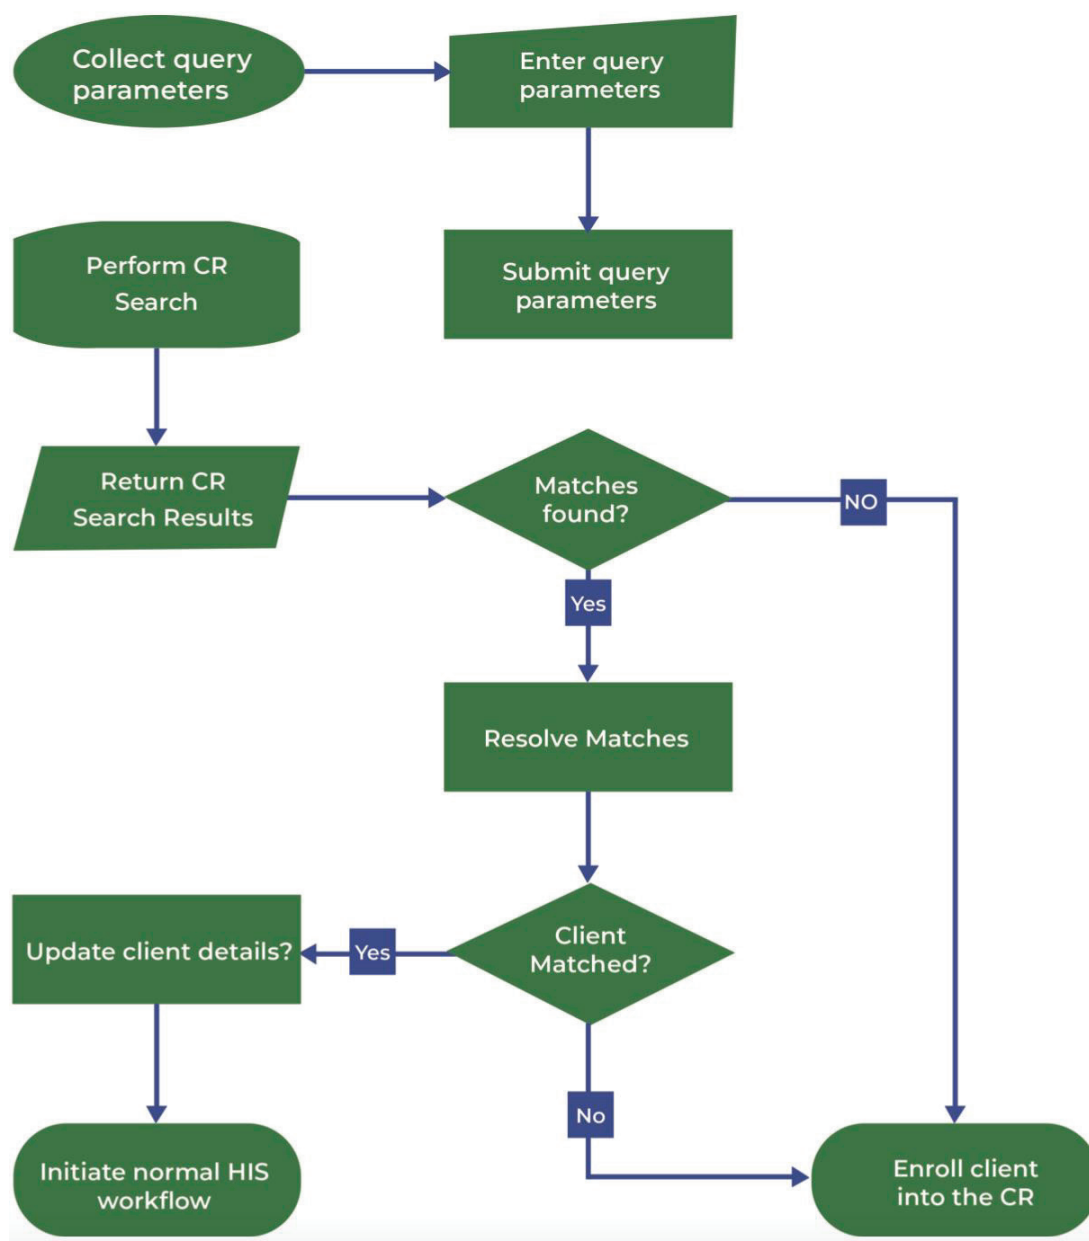 Collect query
parameters
Enter query
parameters
Perform CR
Search
Submit query
parameters
Return CR
Search Results
Matches
found?
NO
Yes
Resolve Matches
Update client details?
Yes
Client
Matched?
No
Initiate normal HIS
workflow
Enroll client
into the CR